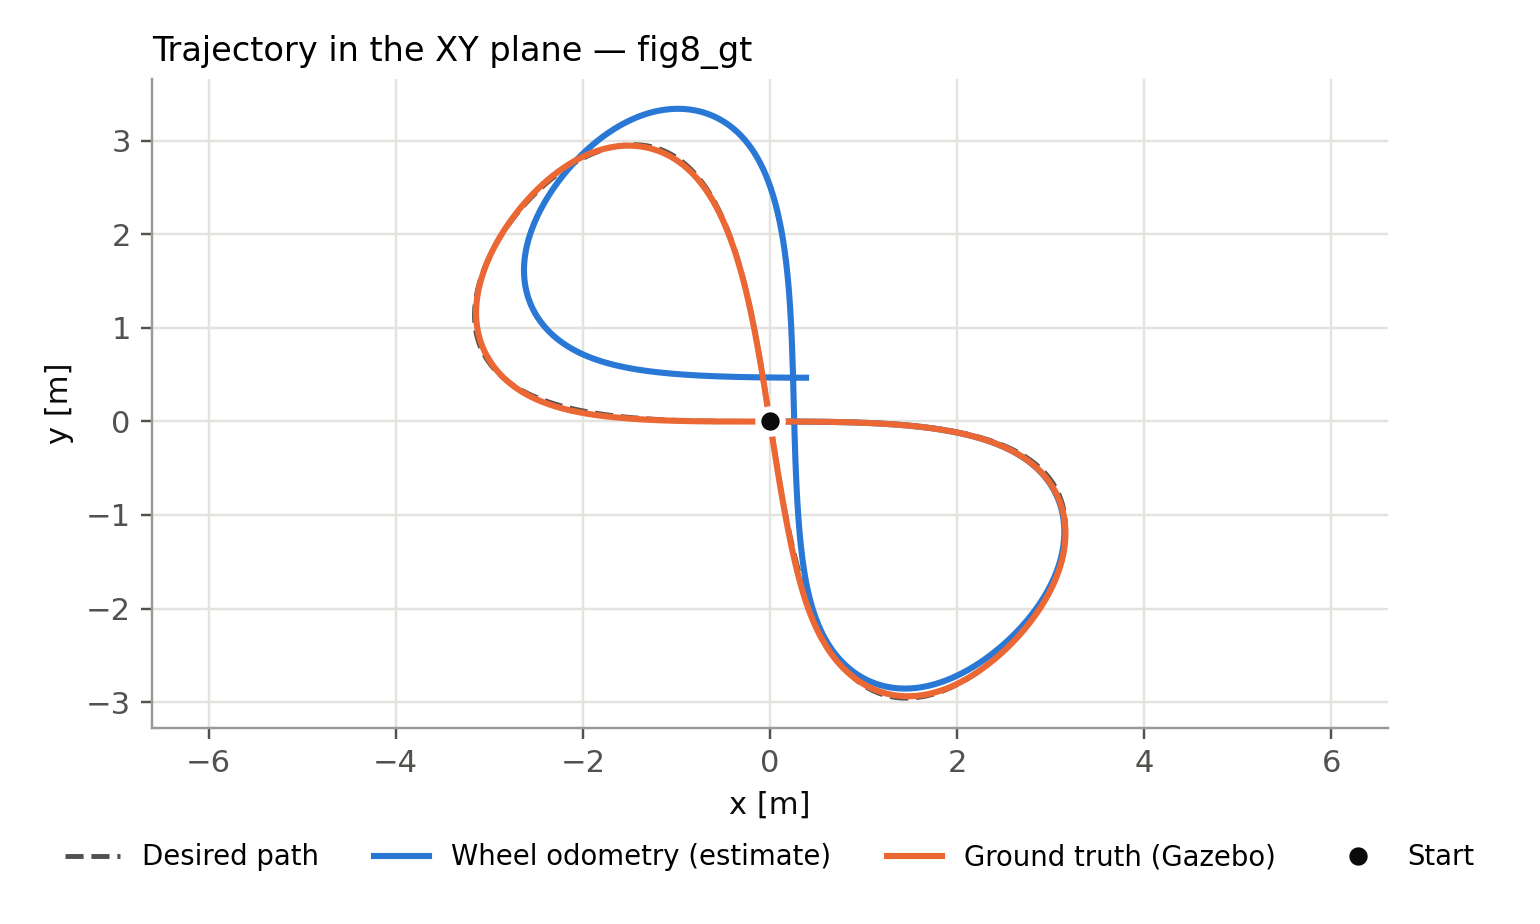 Trajectory in the XY plane — fig8_gt
y [m]
3
2
1
0
−1
−2
−3
−6 −4 −2 0 2 4 6
x [m]
Desired path Wheel odometry (estimate) Ground truth (Gazebo) Start